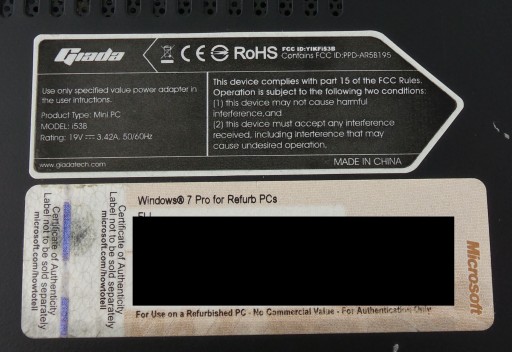 Giada
CE RoHS FCC ID:YIKFi53B
Contains FCC ID:PPD-AR5B195
Use only specified value power adapter in
the user intructions.
Product Type: Mini PC
MODEL: i53B
Rating: 19V 3.42A, 50/60Hz
www.giadatech.com
This device complies with part 15 of the FCC Rules.
Operation is subject to the following two conditions:
(1) this device may not cause harmful
interference,and
(2) this device must accept any interference
received, including interference that may
cause undesired operation.
MADE IN CHINA
Certificate of Authenticity
Label not to be sold separately
microsoft.com/howtotell
Certificate of Authenticity
Label not to be sold separately
microsoft.com/howtotell
Windows® 7 Pro for Refurb PCs
Microsoft
For Use on a Refurbished PC - No Commercial Value - For Authentication Only